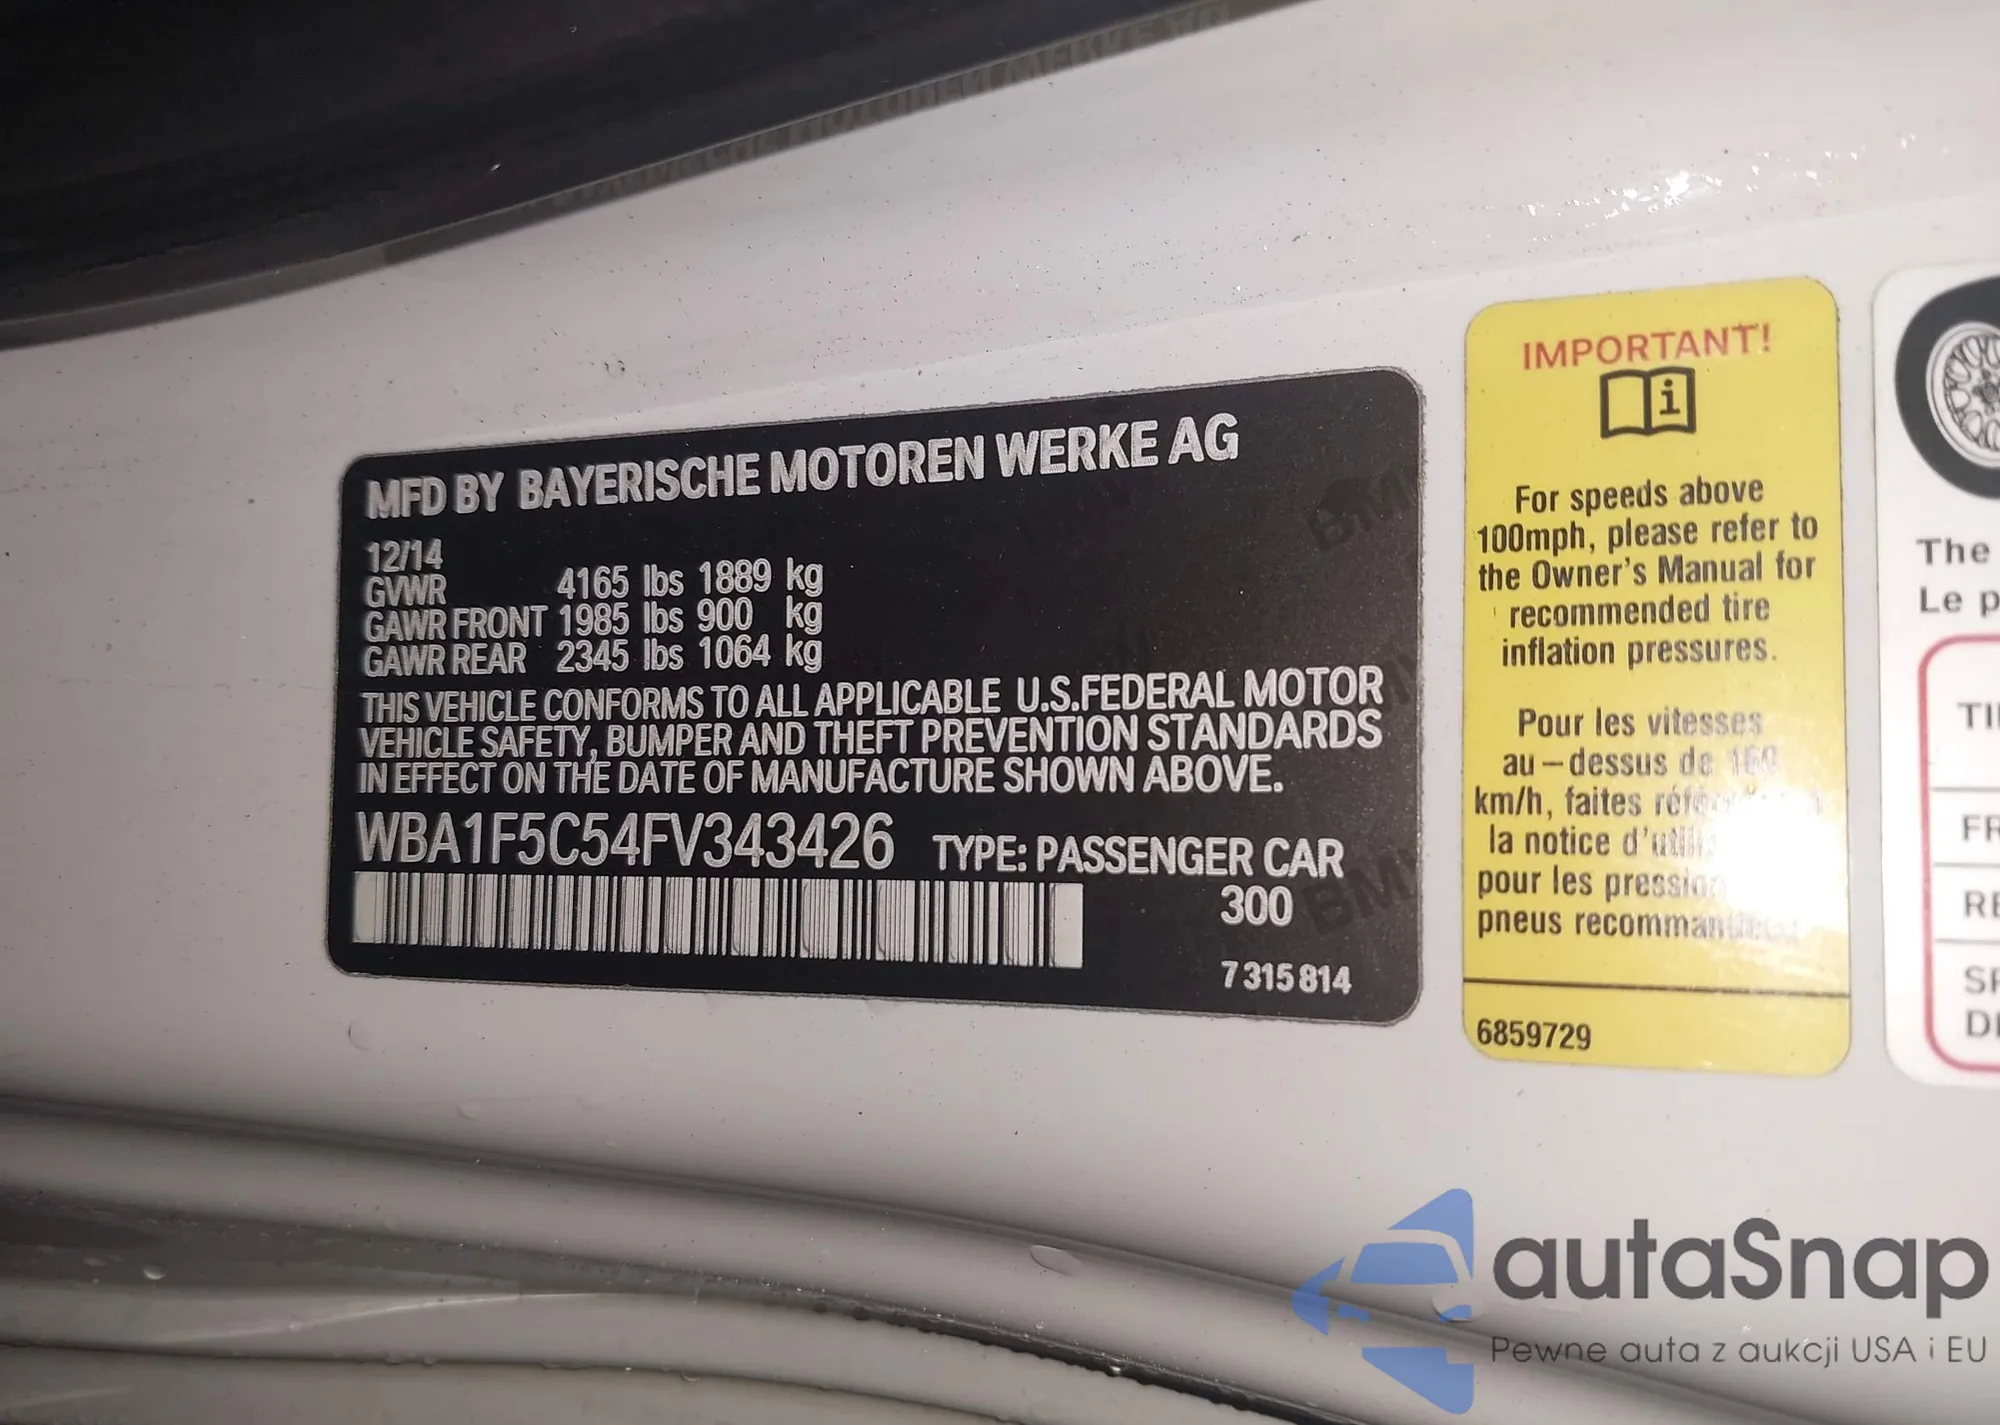 MFD BY BAYERISCHE MOTOREN WERKE AG
12/14
GVWR 4165 lbs 1889 kg
GAWR FRONT 1985 lbs 900 kg
GAWR REAR 2345 lbs 1064 kg
THIS VEHICLE CONFORMS TO ALL APPLICABLE U.S.FEDERAL MOTOR
VEHICLE SAFETY, BUMPER AND THEFT PREVENTION STANDARDS
IN EFFECT ON THE DATE OF MANUFACTURE SHOWN ABOVE.
WBA1F5C54FV343426 TYPE: PASSENGER CAR
300
7315814
IMPORTANT!
i
For speeds above
100mph, please refer to
the Owner's Manual for
recommended tire
inflation pressures.
Pour les vitesses
au-dessus de 160
km/h, faites
la notice
pour les
pneus
6859729
The
Le
autaSnap
Pewne auta z aukcji USA i EU